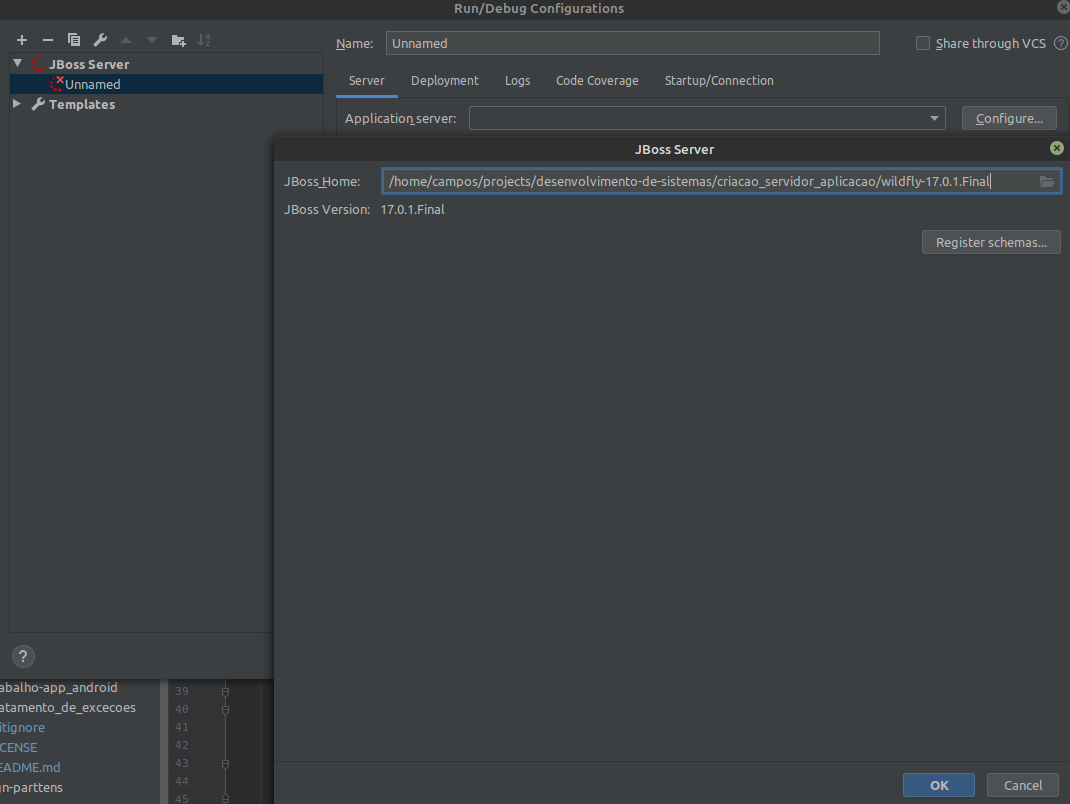 Run/Debug Configurations
Name: Unnamed Share through VCS ?
JBoss Server
Unnamed
Templates
Server Deployment Logs Code Coverage Startup/Connection
Application server: Configure...
JBoss Server
JBoss Home: /home/campos/projects/desenvolvimento-de-sistemas/criacao_servidor_aplicacao/wildfly-17.0.1.Final
JBoss Version: 17.0.1.Final
Register schemas...
?
abalho-app_android
atamento_de_excecoes
itignore
CENSE
EADME.md
n-parttens
39
40
41
42
43
44
45
OK Cancel